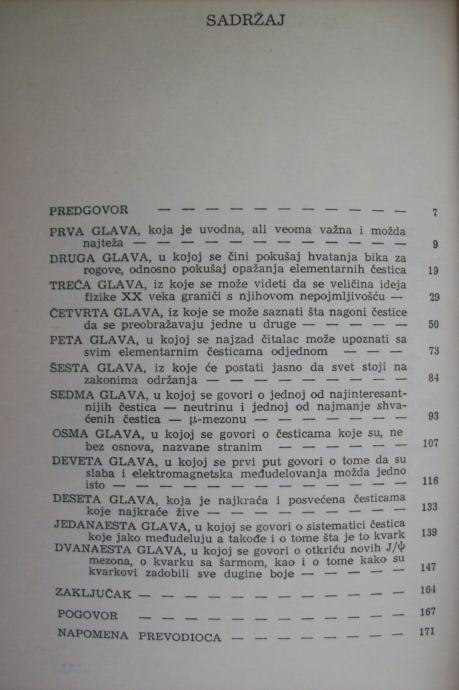 SADRŽAJ
PREDGOVOR — — — — — — — — — — 7
PRVA GLAVA, koja je uvodna, ali veoma važna i možda
najteža — — — — — — — — — — — 9
DRUGA GLAVA, u kojoj se čini pokušaj hvatanja bika za
rogove, odnosno pokušaj opažanja elementarnih čestica 19
TREĆA GLAVA, iz koje se može videti da se veličina ideja
fizike XX veka graniči s njihovom nepojmljivošću — — 29
ČETVRTA GLAVA, iz koje se može saznati šta nagoni čestice
da se preobražavaju jedne u druge — — — — — 50
PETA GLAVA, u kojoj se najzad čitalac može upoznati sa
svim elementarnim česticama odjednom — — — — 73
ŠESTA GLAVA, iz koje će postati jasno da svet stoji na
zakonima održanja — — — — — — — — — 84
SEDMA GLAVA, u kojoj se govori o jednoj od najinteresant-
nijih čestica — neutrinu i jednoj od najmanje shva-
ćenih čestica — μ-mezonu — — — — — — — 93
OSMA GLAVA, u kojoj se govori o česticama koje su, ne
bez osnova, nazvane stranim — — — — — — 107
DEVETA GLAVA, u kojoj se prvi put govori o tome da su
slaba i elektromagnetska međudelovanja možda jedno
isto — — — — — — — — — — — — 116
DESETA GLAVA, koja je najkraća i posvećena česticama
koje najkraće žive — — — — — — — — — 133
JEDANAESTA GLAVA, u kojoj se govori o sistematici čestica
koje jako međudeluju a takođe i o tome šta je to kvark 139
DVANAESTA GLAVA, u kojoj se govori o otkriću novih J/ψ
mezona, o kvarku sa šarmom, kao i o tome kako su
kvarkovi zadobili sve dugine boje — — — — — 147
ZAKLJUČAK — — — — — — — — — — — 164
POGOVOR — — — — — — — — — — — 167
NAPOMENA PREVODIOCA — — — — — — — 171